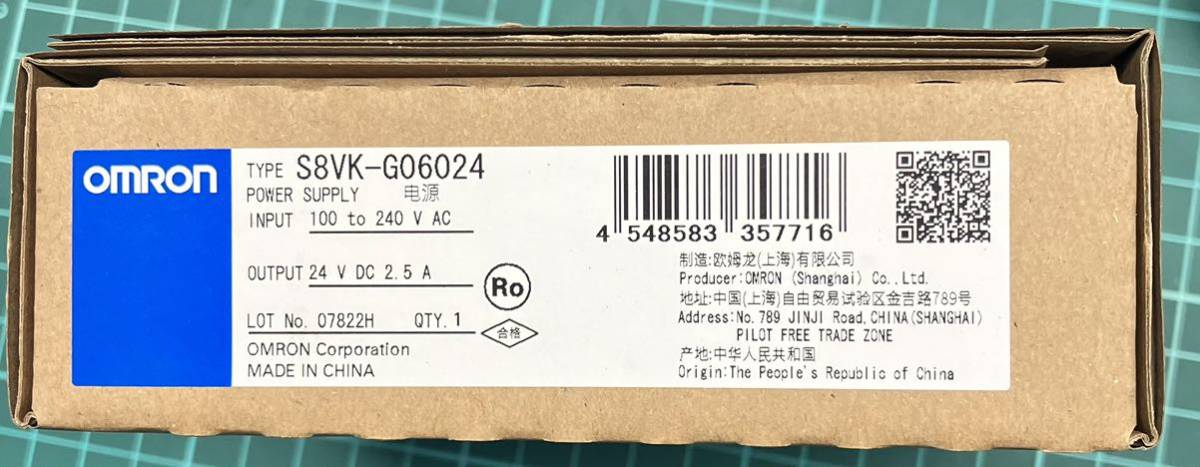 OMRON
TYPE S8VK-G06024
POWER SUPPLY 电源
INPUT 100 to 240 V AC
OUTPUT 24 V DC 2.5 A
LOT No. 07822H QTY. 1
OMRON Corporation
MADE IN CHINA
Ro
合格
4 548583 357716
制造:欧姆龙(上海)有限公司
Producer:OMRON (Shanghai) Co.,Ltd.
地址:中国(上海)自由贸易试验区金吉路789号
Address:No. 789 JINJI Road,CHINA(SHANGHAI)
PILOT FREE TRADE ZONE
产地:中华人民共和国
Origin:The People's Republic of China